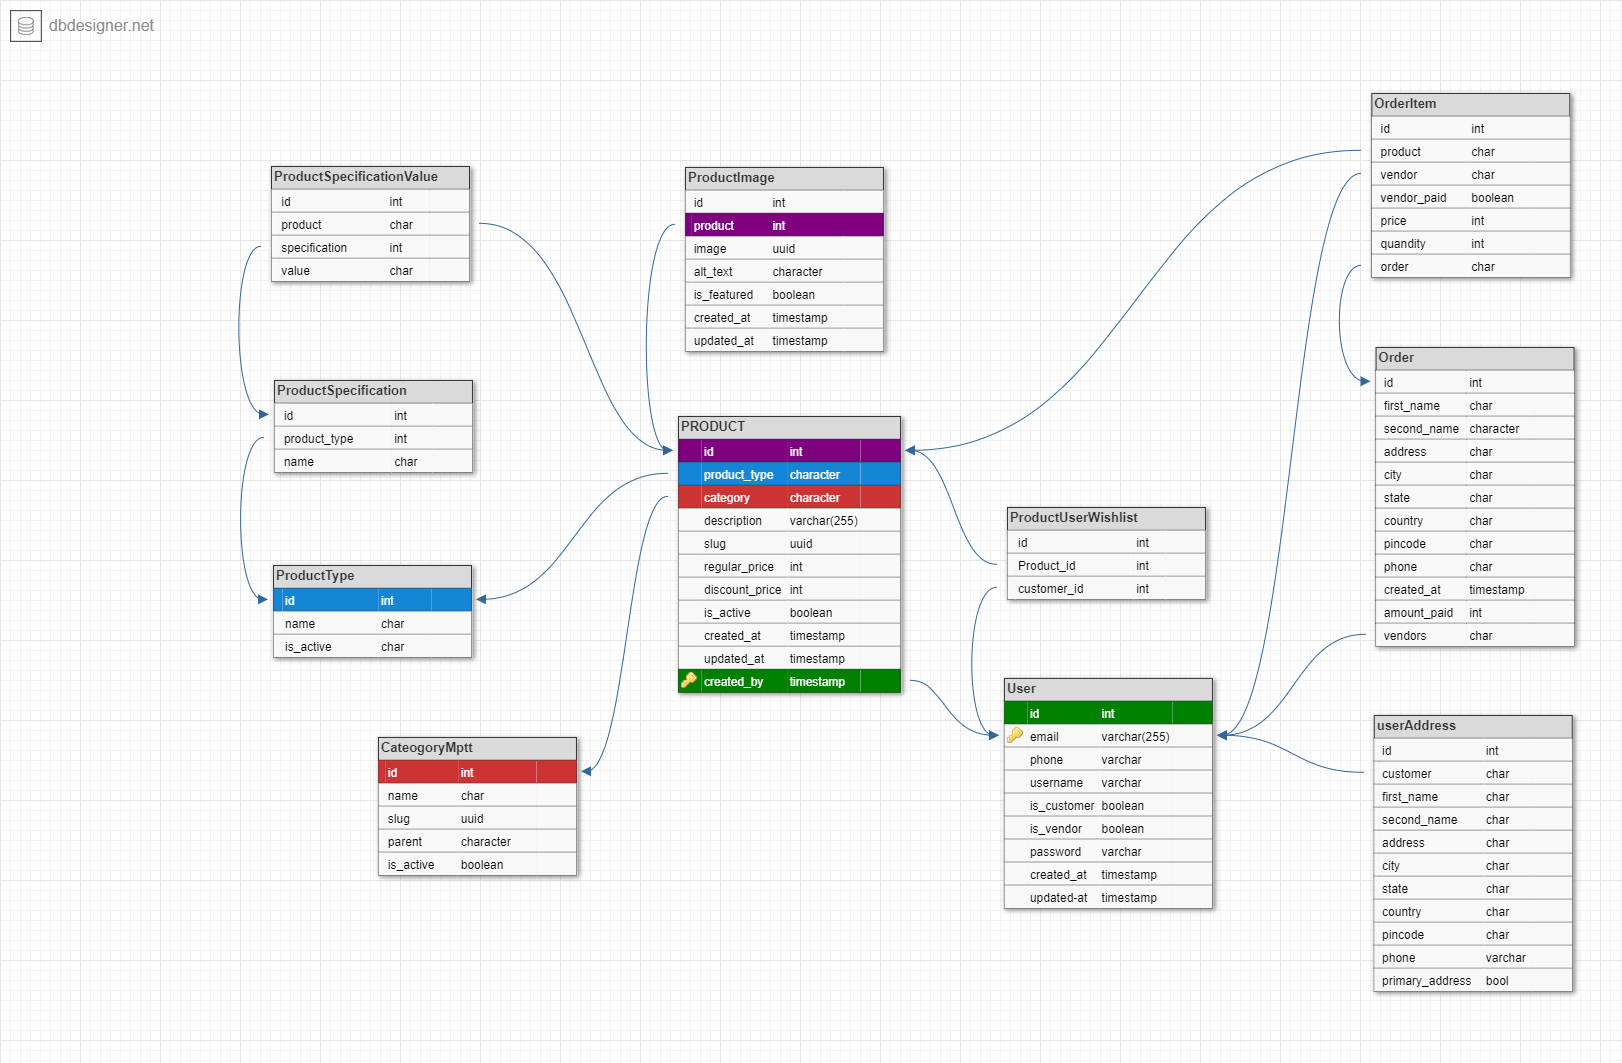 dbdesigner.net
ProductSpecificationValue
id int
product char
specification int
value char
ProductSpecification
id int
product_type int
name char
ProductType
id int
name char
is_active char
CateogoryMptt
id int
name char
slug uuid
parent character
is_active boolean
ProductImage
id int
product int
image uuid
alt_text character
is_featured boolean
created_at timestamp
updated_at timestamp
PRODUCT
id int
product_type character
category character
description varchar(255)
slug uuid
regular_price int
discount_price int
is_active boolean
created_at timestamp
updated_at timestamp
created_by timestamp
ProductUserWishlist
id int
Product_id int
customer_id int
User
id int
email varchar(255)
phone varchar
username varchar
is_customer boolean
is_vendor boolean
password varchar
created_at timestamp
updated-at timestamp
OrderItem
id int
product char
vendor char
vendor_paid boolean
price int
quandity int
order char
Order
id int
first_name char
second_name character
address char
city char
state char
country char
pincode char
phone char
created_at timestamp
amount_paid int
vendors char
userAddress
id int
customer char
first_name char
second_name char
address char
city char
state char
country char
pincode char
phone varchar
primary_address bool